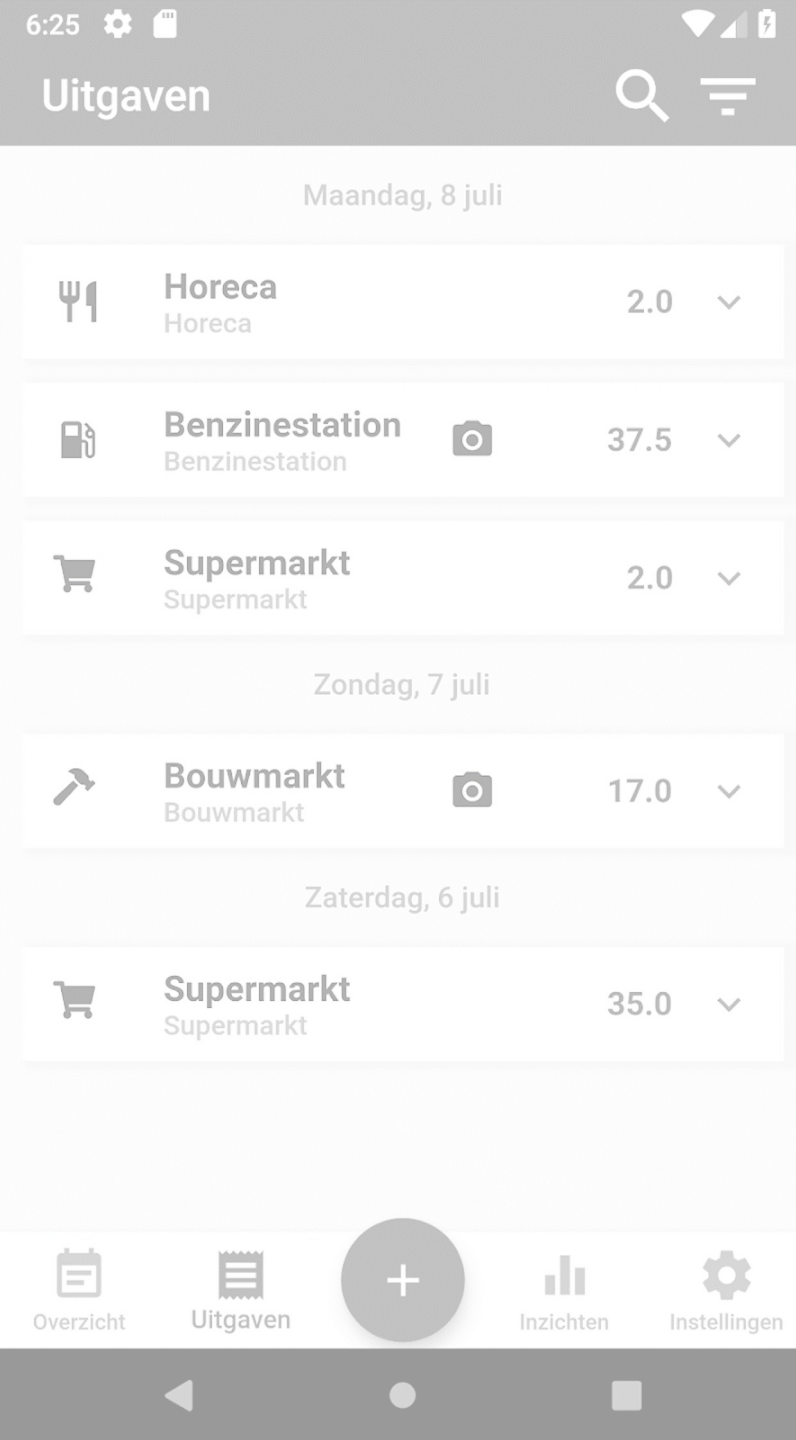 6:25
Uitgaven
Maandag, 8 juli
Horeca
Horeca
2.0
Benzinestation
Benzinestation
37.5
Supermarkt
Supermarkt
2.0
Zondag, 7 juli
Bouwmarkt
Bouwmarkt
17.0
Zaterdag, 6 juli
Supermarkt
Supermarkt
35.0
Overzicht
Uitgaven
Inzichten
Instellingen